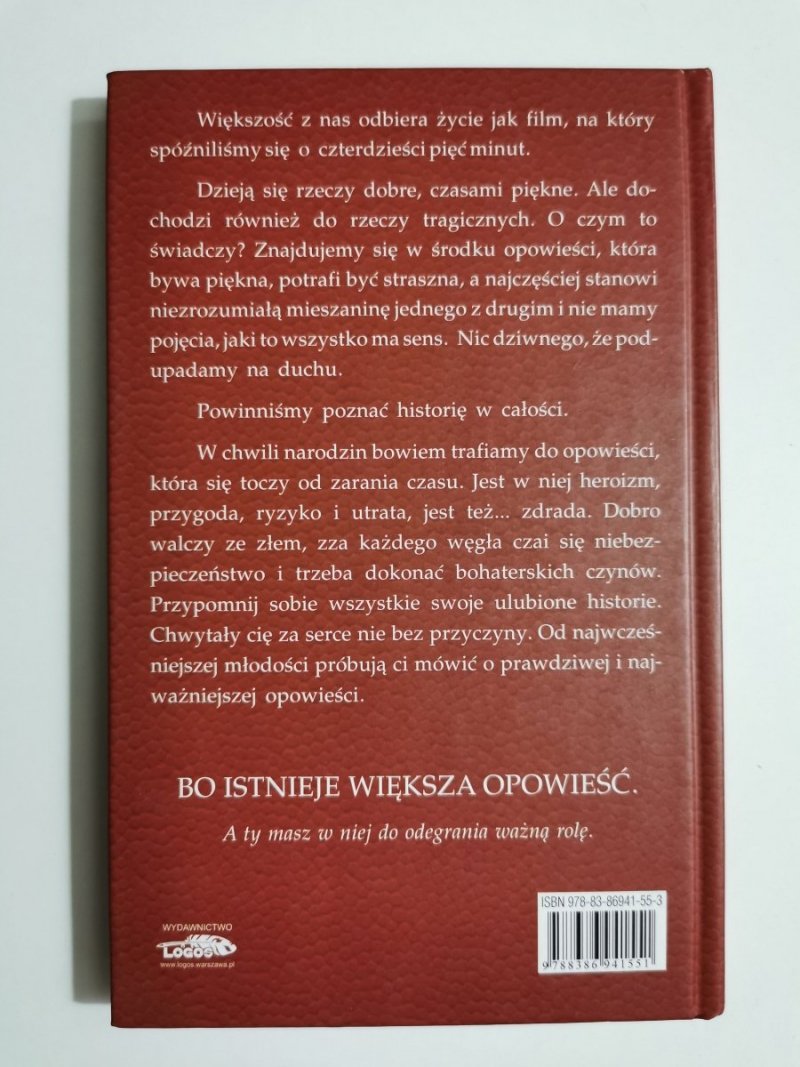 Większość z nas odbiera życie jak film, na który
spóźniliśmy się o czterdzieści pięć minut.
Dzieją się rzeczy dobre, czasami piękne. Ale do-
chodzi również do rzeczy tragicznych. O czym to
świadczy? Znajdujemy się w środku opowieści, która
bywa piękna, potrafi być straszna, a najczęściej stanowi
niezrozumiałą mieszaninę jednego z drugim i nie mamy
pojęcia, jaki to wszystko ma sens. Nic dziwnego, że pod-
upadamy na duchu.
Powinniśmy poznać historię w całości.
W chwili narodzin bowiem trafiamy do opowieści,
która się toczy od zarania czasu. Jest w niej heroizm,
przygoda, ryzyko i utrata, jest też... zdrada. Dobro
walczy ze złem, zza każdego węgła czai się niebez-
pieczeństwo i trzeba dokonać bohaterskich czynów.
Przypomnij sobie wszystkie swoje ulubione historie.
Chwytały cię za serce nie bez przyczyny. Od najwcześ-
niejszej młodości próbują ci mówić o prawdziwej i naj-
ważniejszej opowieści.
BO ISTNIEJE WIĘKSZA OPOWIEŚĆ.
A ty masz w niej do odegrania ważną rolę.
ISBN 978-83-86941-55-3
9 788386 941551
WYDAWNICTWO
LOGOS
www.logos.warszawa.pl